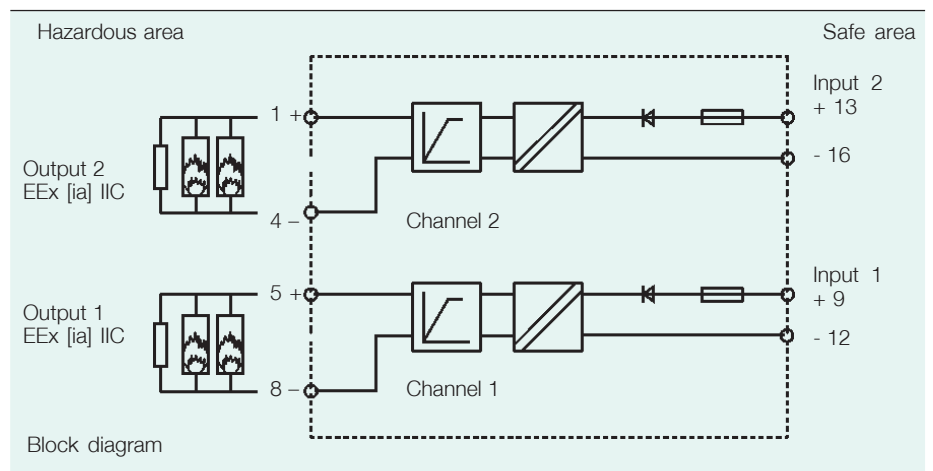 Hazardous area
Safe area
Input 2
+ 13
- 16
1 +
4 –
Output 2
EEx [ia] IIC
Channel 2
Input 1
+ 9
- 12
5 +
8 –
Output 1
EEx [ia] IIC
Channel 1
Block diagram